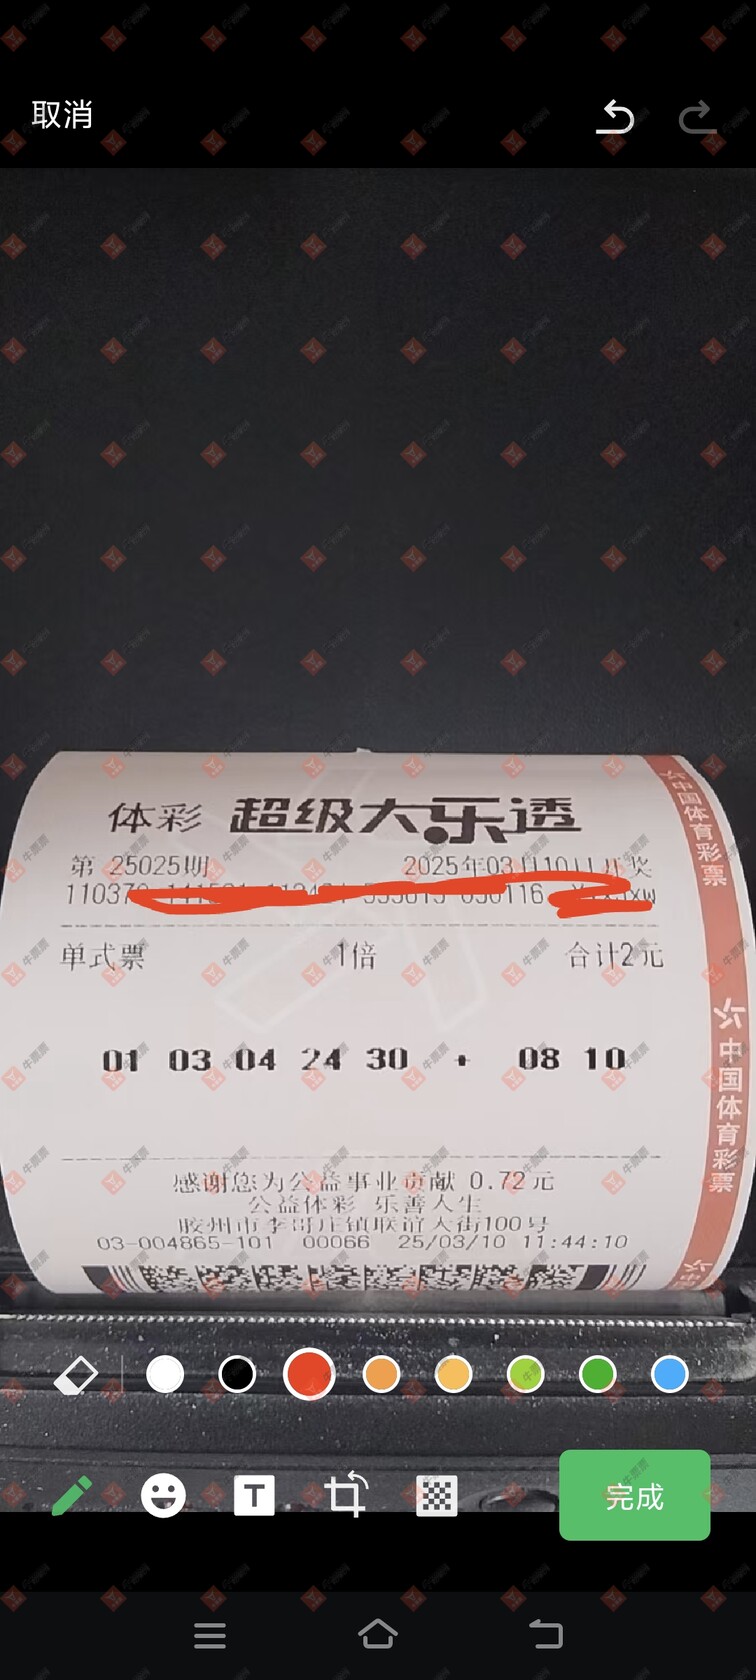 取消
体彩 超级大乐透
第 25025期 2025年03月10日开奖
单式票 1倍 合计2元
01 03 04 24 30 + 08 10
感谢您为公益事业贡献 0.72元
公益体彩 乐善人生
胶州市李哥庄镇联谊大街100号
03-004865-101 00066 25/03/10 11:44:10
中国体育彩票
中国体育彩票
中
T
完成
牛票票